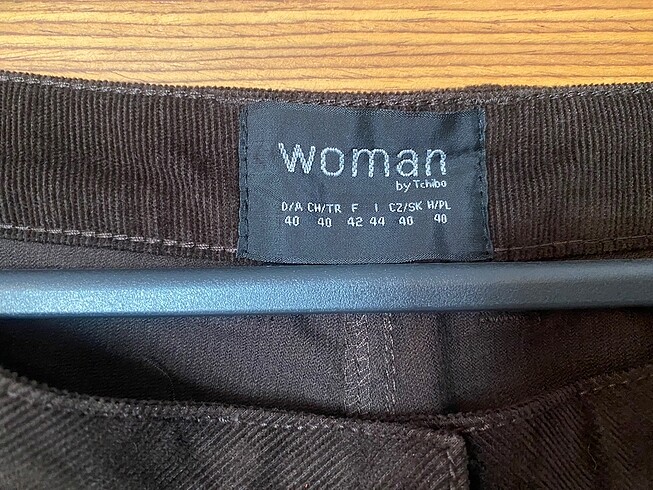 woman
by Tchibo
D/A CH/TR F I CZ/SK H/PL
40 40 42 44 40 40